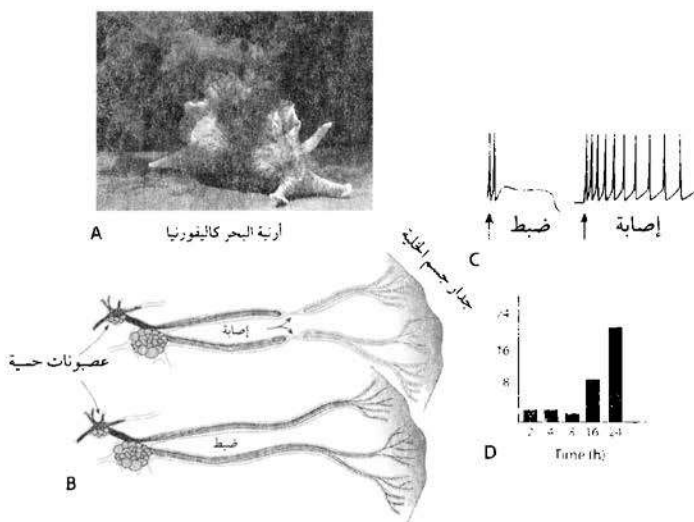 A
أرنبة البحر كاليفورنيا
ضبط
إصابة
C
جدار جسم الخلية
إصابة
عصبونات حسية
ضبط
B
24
16
8
2 4 8 16 24
D
Time (h)